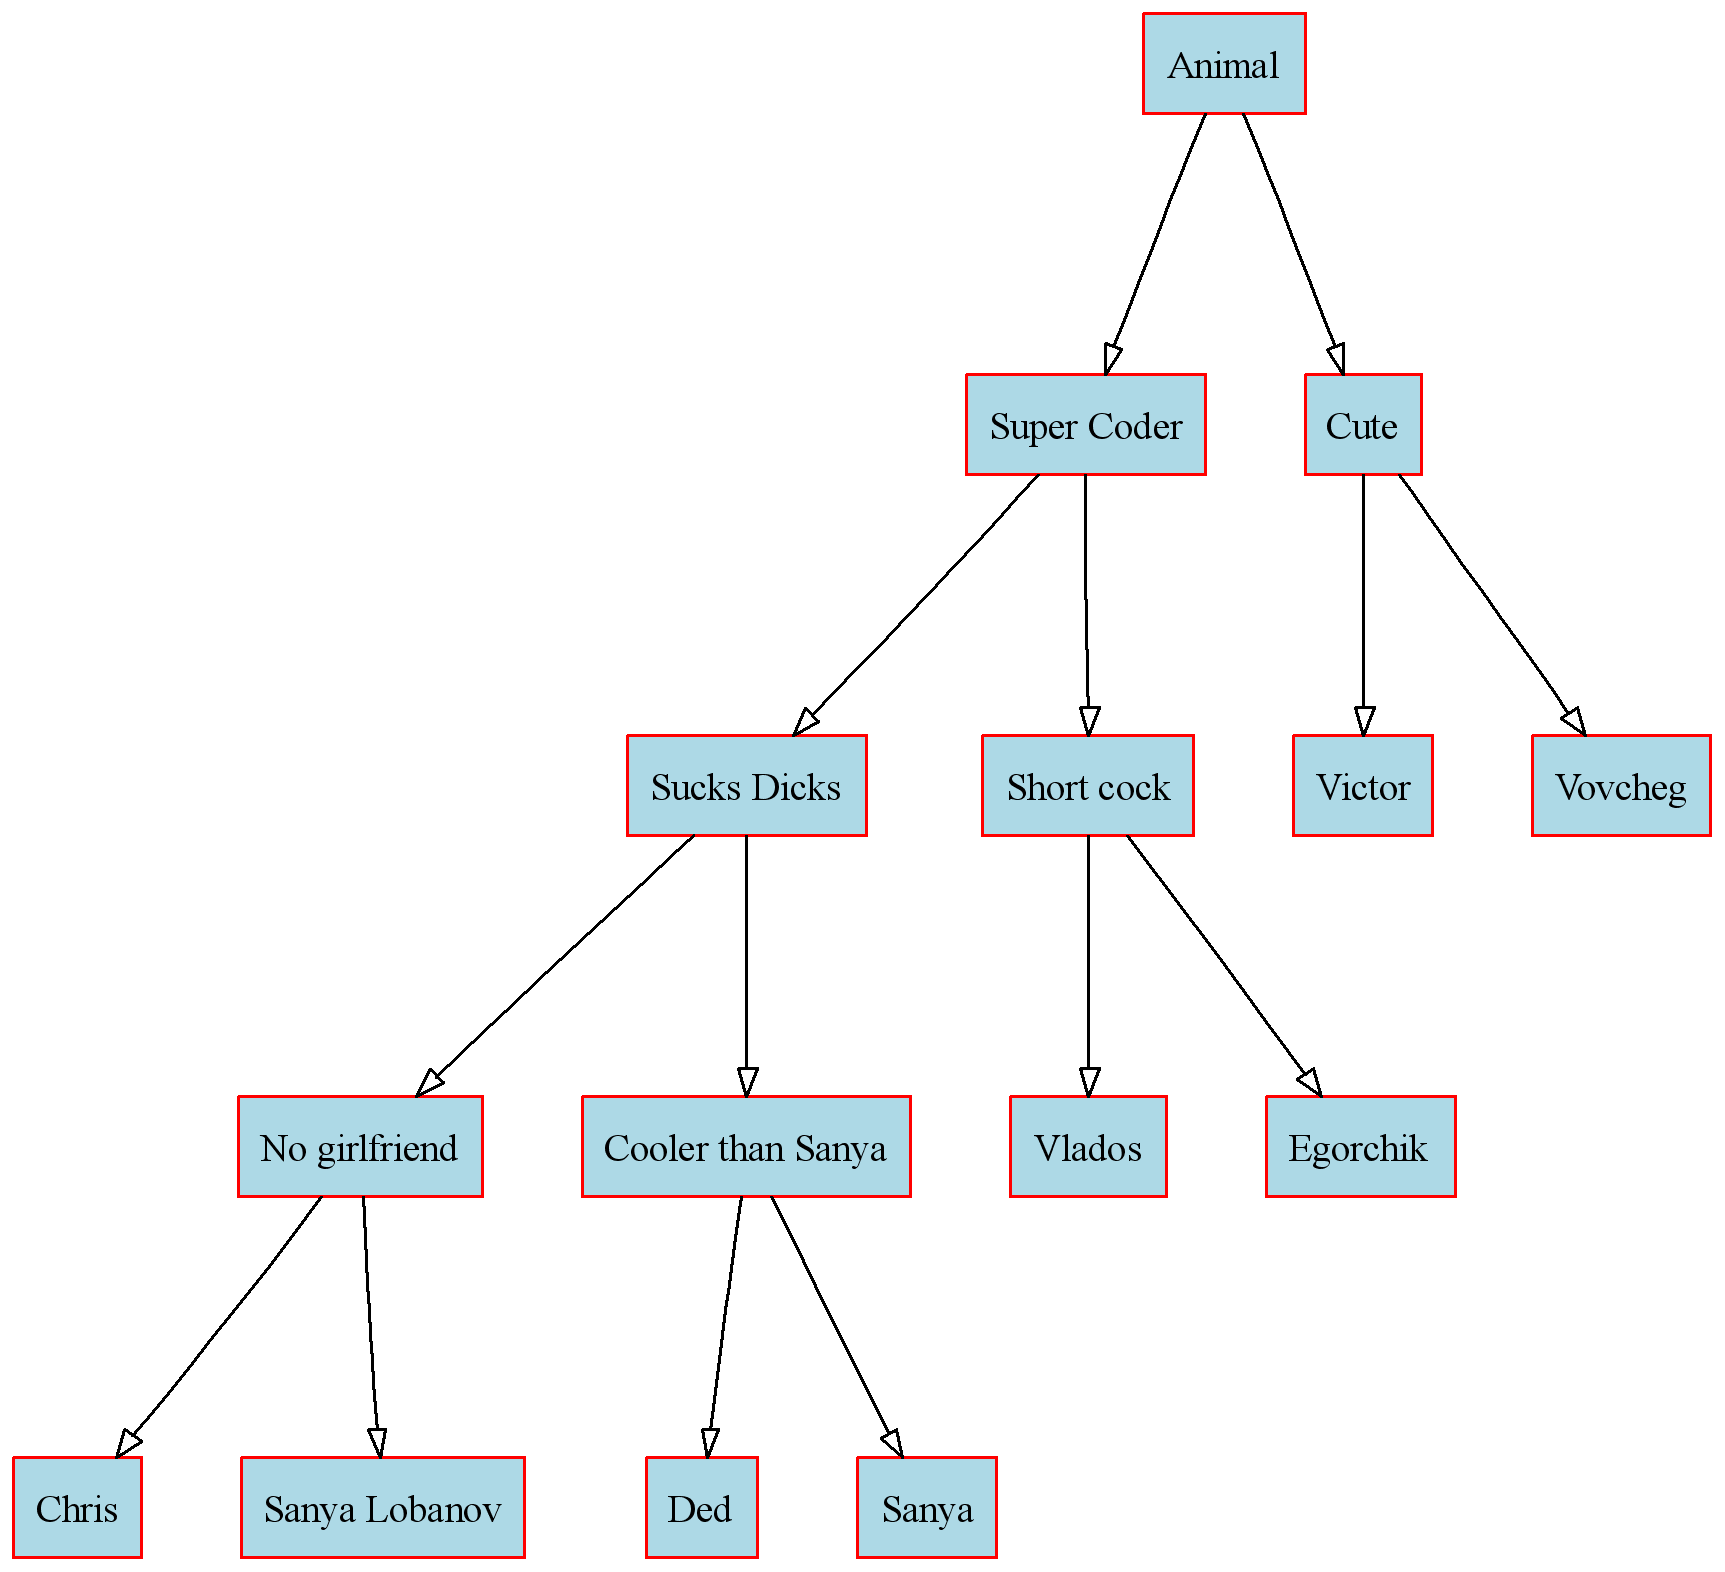 Animal
Super Coder
Cute
Sucks Dicks
Short cock
Victor
Vovcheg
No girlfriend
Cooler than Sanya
Vlados
Egorchik
Chris
Sanya Lobanov
Ded
Sanya